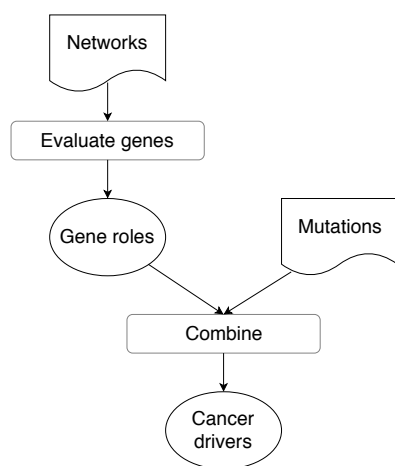 Networks
Evaluate genes
Gene roles
Mutations
Combine
Cancer
drivers